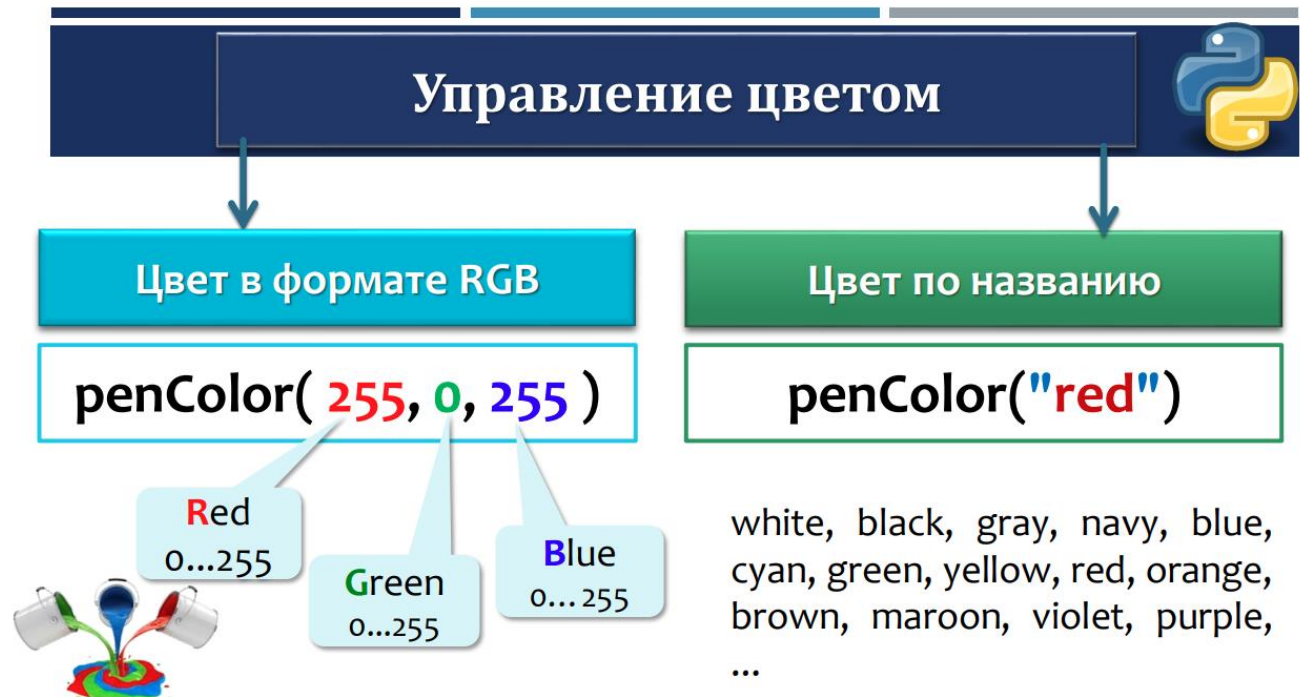 Управление цветом
Цвет в формате RGB
penColor( 255, 0, 255 )
Red
0...255
Green
0...255
Blue
0... 255
Цвет по названию
penColor("red")
white, black, gray, navy, blue,
cyan, green, yellow, red, orange,
brown, maroon, violet, purple,
...